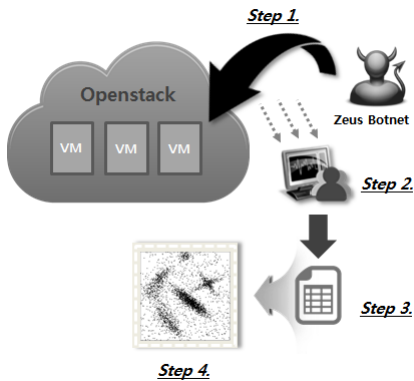 Step 1.
Openstack
VM VM VM
Zeus Botnet
Step 2.
Step 3.
Step 4.